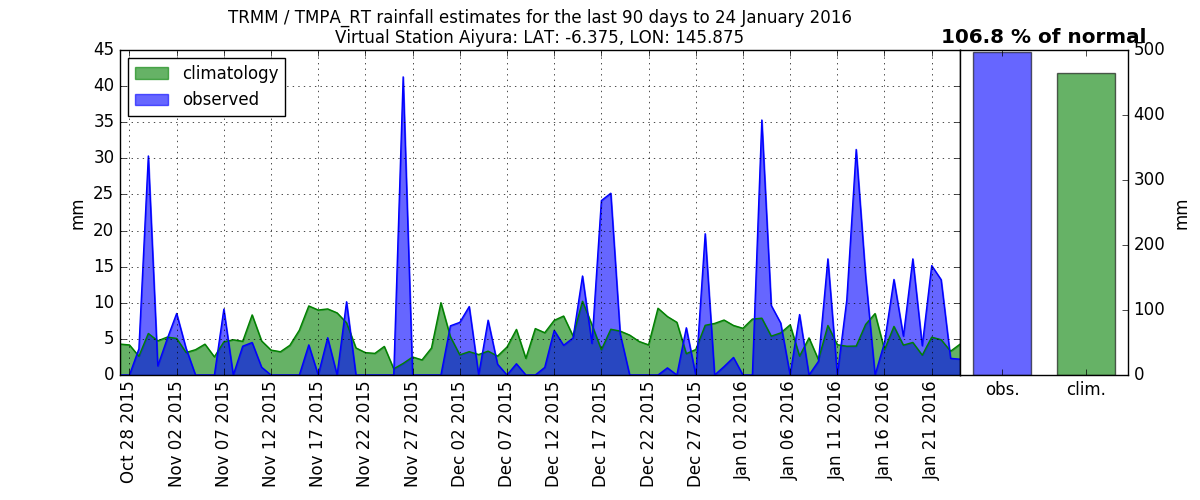 TRMM / TMPA_RT rainfall estimates for the last 90 days to 24 January 2016
Virtual Station Aiyura: LAT: -6.375, LON: 145.875
106.8 % of normal
climatology
observed
mm
45
40
35
30
25
20
15
10
5
0
Oct 28 2015
Nov 02 2015
Nov 07 2015
Nov 12 2015
Nov 17 2015
Nov 22 2015
Nov 27 2015
Dec 02 2015
Dec 07 2015
Dec 12 2015
Dec 17 2015
Dec 22 2015
Dec 27 2015
Jan 01 2016
Jan 06 2016
Jan 11 2016
Jan 16 2016
Jan 21 2016
500
400
300
200
100
0
mm
obs.
clim.